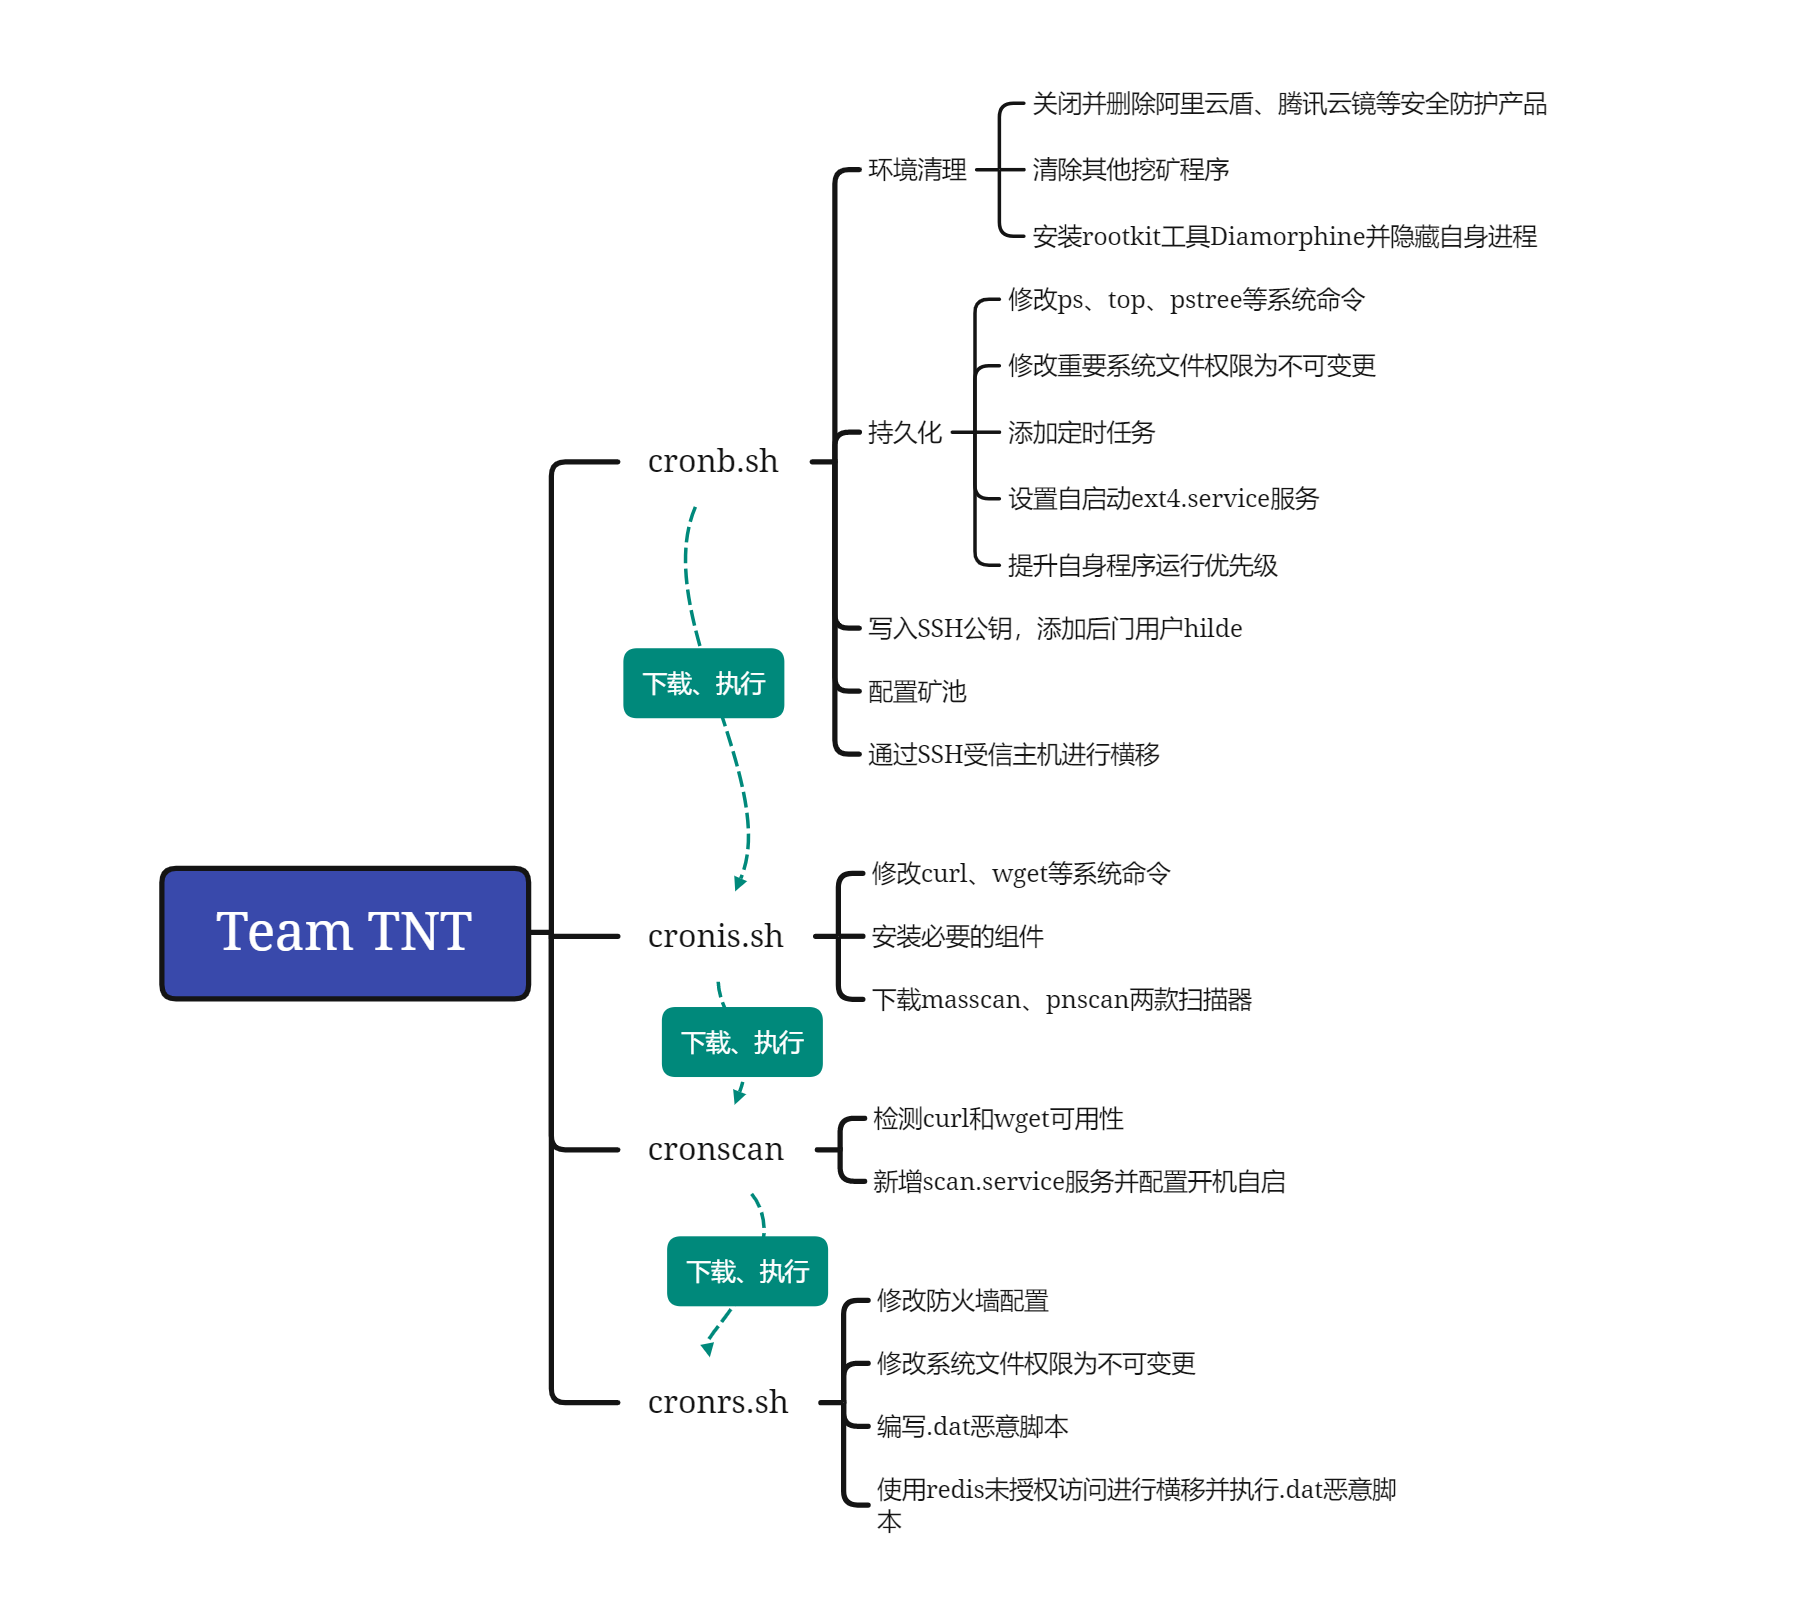 关闭并删除阿里云盾、腾讯云镜等安全防护产品
环境清理
清除其他挖矿程序
安装rootkit工具Diamorphine并隐藏自身进程
修改ps、top、pstree等系统命令
修改重要系统文件权限为不可变更
持久化
添加定时任务
cronb.sh
设置自启动ext4.service服务
提升自身程序运行优先级
写入SSH公钥，添加后门用户hilde
下载、执行
配置矿池
通过SSH受信主机进行横移
修改curl、wget等系统命令
Team TNT
cronis.sh
安装必要的组件
下载masscan、pnscan两款扫描器
下载、执行
检测curl和wget可用性
cronscan
新增scan.service服务并配置开机自启
下载、执行
修改防火墙配置
修改系统文件权限为不可变更
cronrs.sh
编写.dat恶意脚本
使用redis未授权访问进行横移并执行.dat恶意脚
本